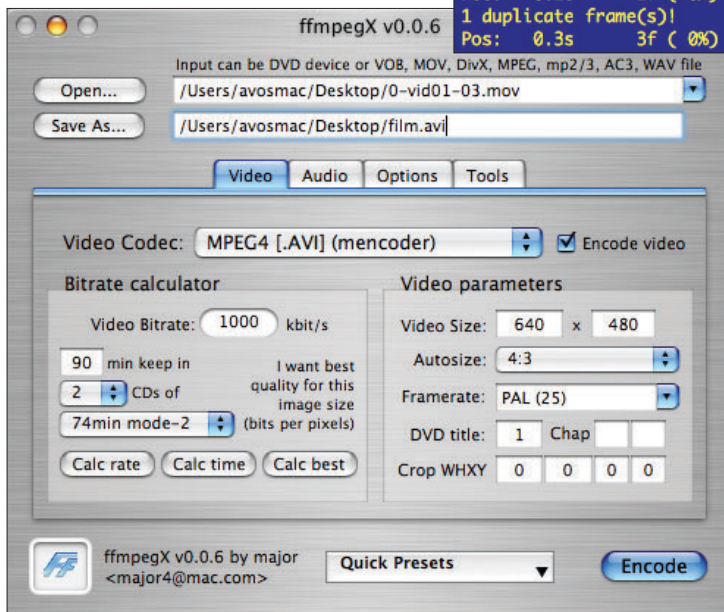 ffmpegX v0.0.6
1 duplicate frame(s)!
Pos: 0.3s 3f ( 0%)
Input can be DVD device or VOB, MOV, DivX, MPEG, mp2/3, AC3, WAV file
Open... /Users/avosmac/Desktop/0-vid01-03.mov
Save As... /Users/avosmac/Desktop/film.avi
Video Audio Options Tools
Video Codec: MPEG4 [.AVI] (mencoder) Encode video
Bitrate calculator
Video Bitrate: 1000 kbit/s
90 min keep in
2 CDs of
74min mode-2
I want best
quality for this
image size
(bits per pixels)
Calc rate Calc time Calc best
Video parameters
Video Size: 640 x 480
Autosize: 4:3
Framerate: PAL (25)
DVD title: 1 Chap
Crop WHXY 0 0 0 0
ffmpegX v0.0.6 by major
<major4@mac.com>
Quick Presets
Encode